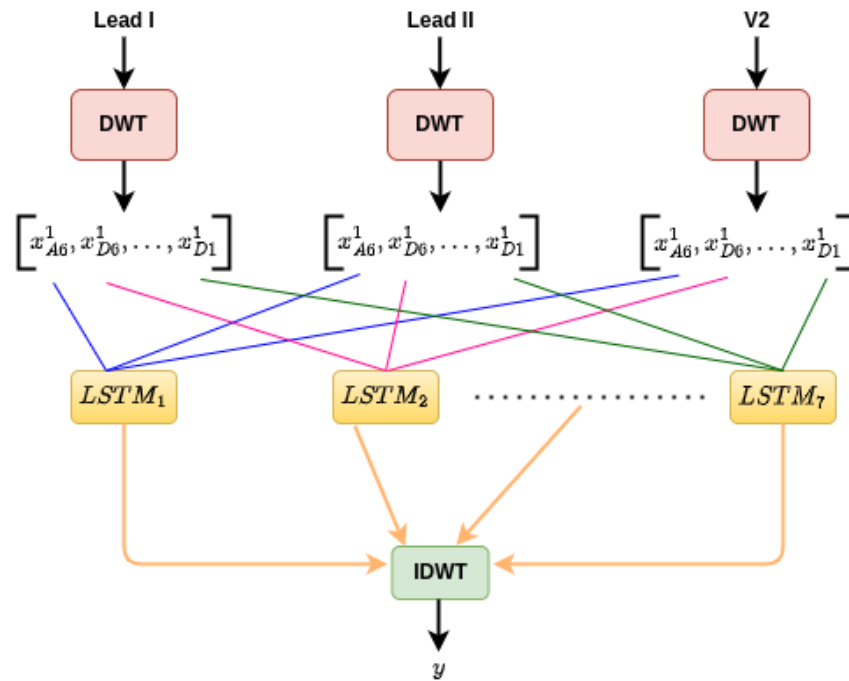 Lead I Lead II V2
DWT DWT DWT
[x^1_{A6}, x^1_{D6}, ..., x^1_{D1}] [x^1_{A6}, x^1_{D6}, ..., x^1_{D1}] [x^1_{A6}, x^1_{D6}, ..., x^1_{D1}]
LSTM_1 LSTM_2 LSTM_7
IDWT
y